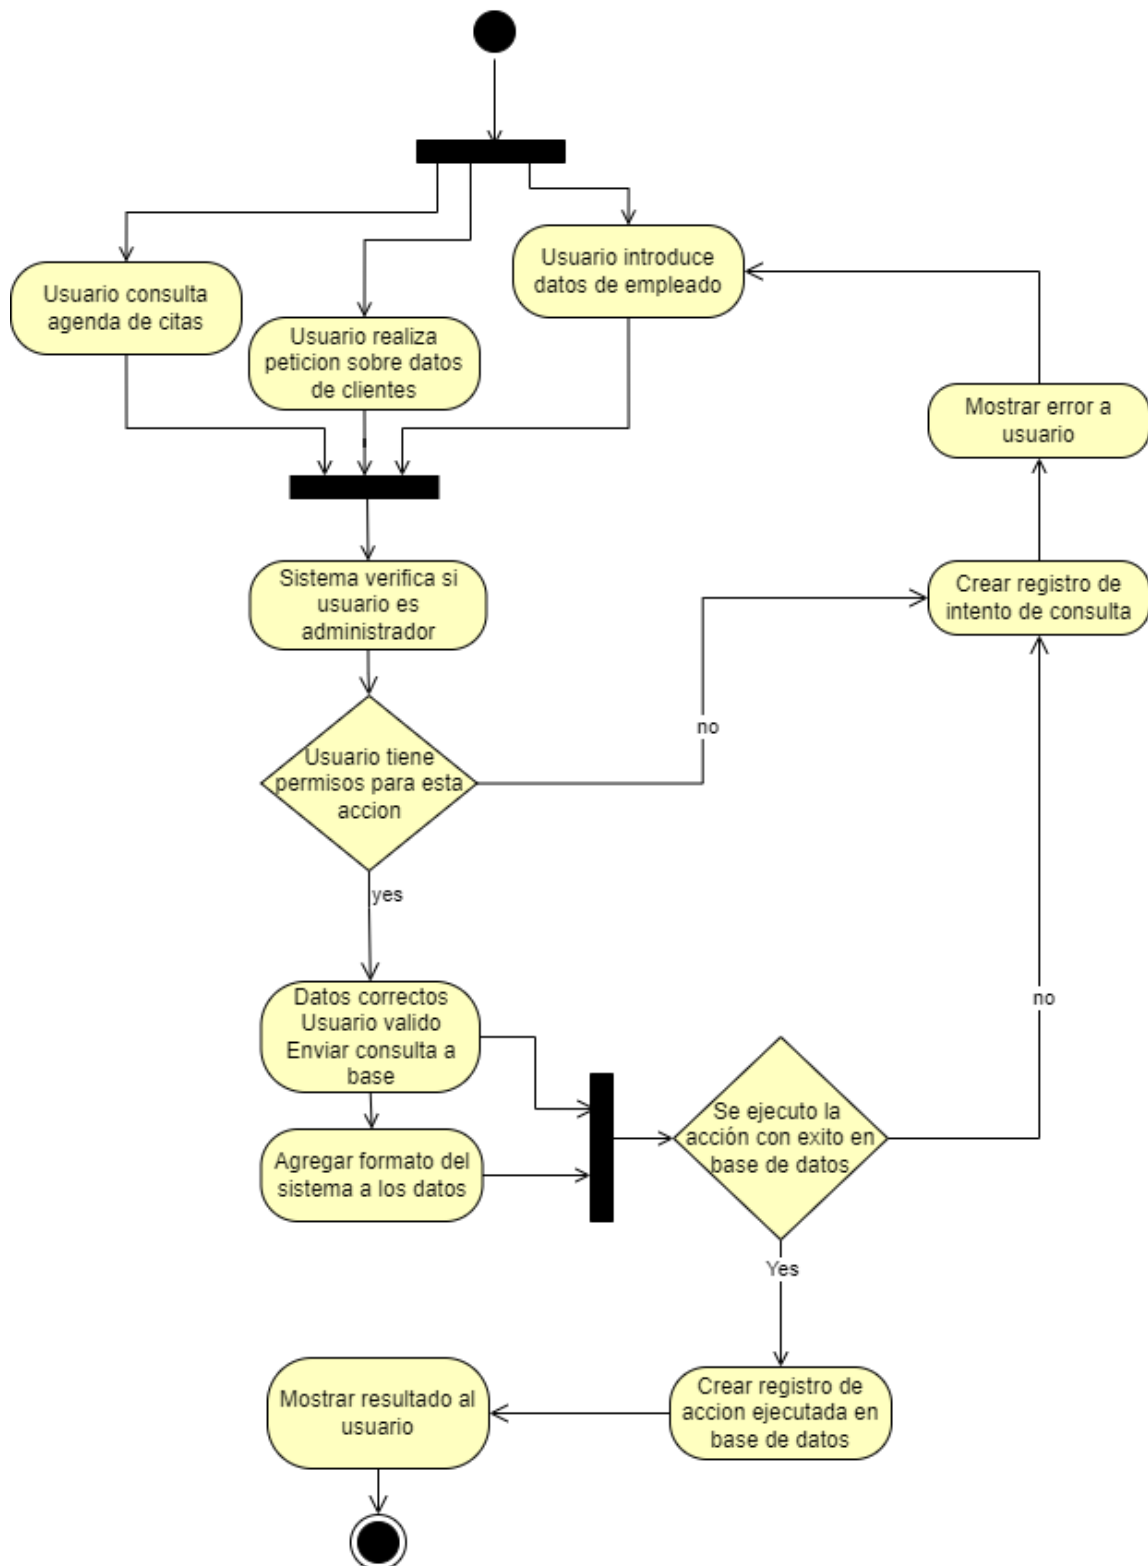 Usuario introduce
datos de empleado
Usuario consulta
agenda de citas
Usuario realiza
peticion sobre datos
de clientes
Mostrar error a
usuario
Sistema verifica si
usuario es
administrador
Crear registro de
intento de consulta
no
Usuario tiene
permisos para esta
accion
yes
Datos correctos
Usuario valido
Enviar consulta a
base
no
Se ejecuto la
acción con exito en
base de datos
Agregar formato del
sistema a los datos
Yes
Crear registro de
accion ejecutada en
base de datos
Mostrar resultado al
usuario